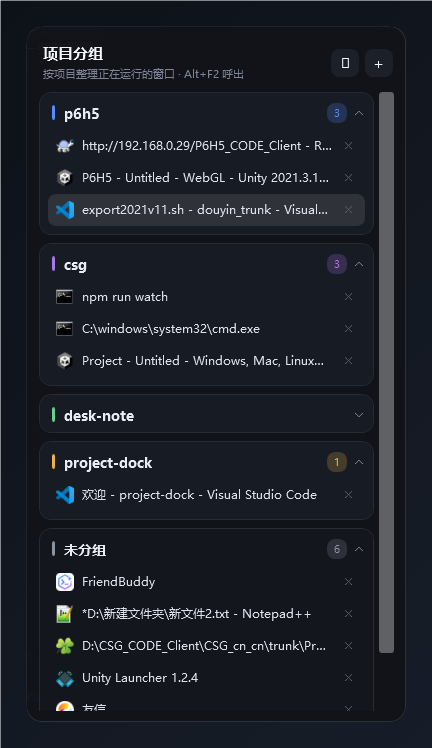 项目分组
按项目整理正在运行的窗口 · Alt+F2 呼出
+
p6h5
3
http://192.168.0.29/P6H5_CODE_Client - R...
P6H5 - Untitled - WebGL - Unity 2021.3.1...
export2021v11.sh - douyin_trunk - Visual...
csg
3
npm run watch
C:\windows\system32\cmd.exe
Project - Untitled - Windows, Mac, Linux...
desk-note
project-dock
1
欢迎 - project-dock - Visual Studio Code
未分组
6
FriendBuddy
*D:\新建文件夹\新文件2.txt - Notepad++
D:\CSG_CODE_Client\CSG_cn_cn\trunk\Pr...
Unity Launcher 1.2.4